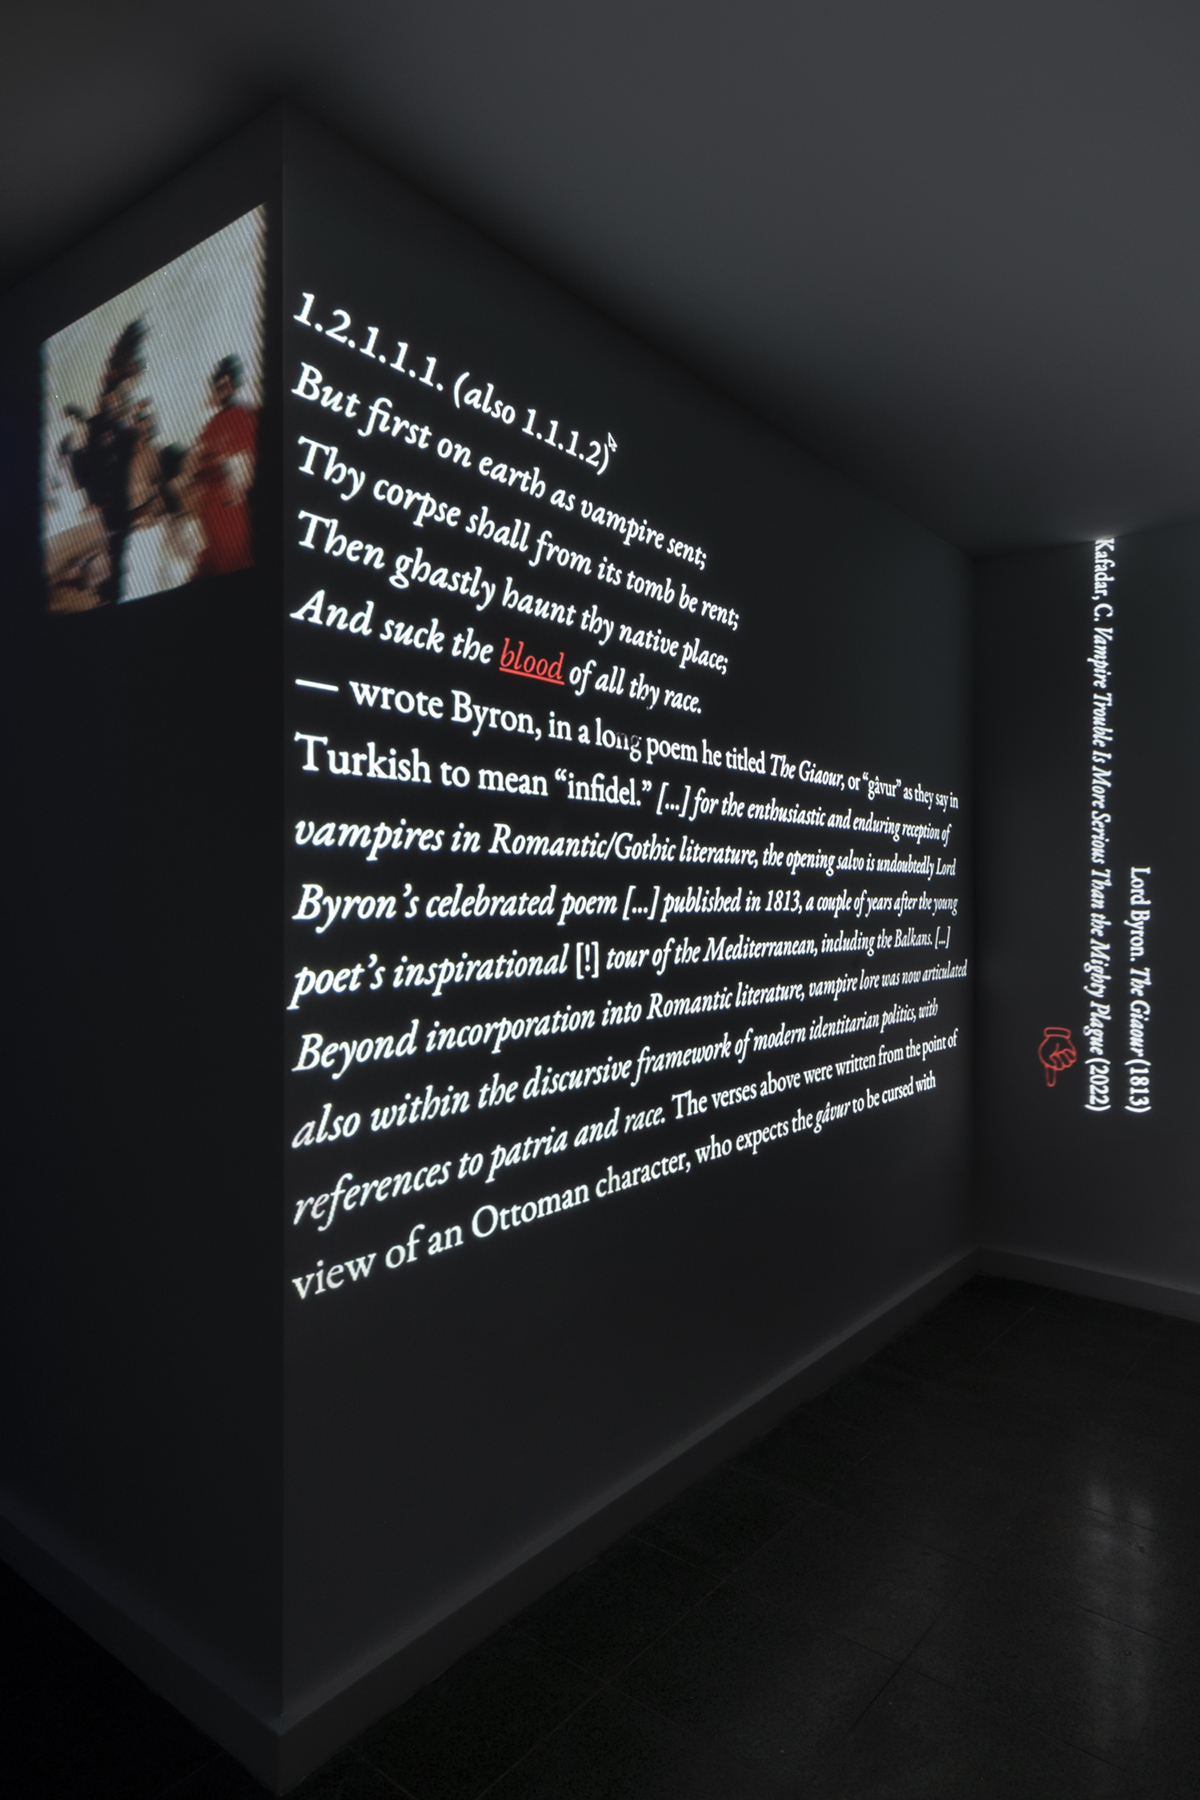 1.2.1.1.1. (also 1.1.1.2)
But first on earth as vampire sent;
Thy corpse shall from its tomb be rent;
Then ghastly haunt thy native place;
And suck the blood of all thy race.
— wrote Byron, in a long poem he titled The Giaour, or “gâvur” as they say in
Turkish to mean “infidel.” [...] for the enthusiastic and enduring reception of
vampires in Romantic/Gothic literature, the opening salvo is undoubtedly Lord
Byron’s celebrated poem [...] published in 1813, a couple of years after the young
poet’s inspirational [!] tour of the Mediterranean, including the Balkans. [...]
Beyond incorporation into Romantic literature, vampire lore was now articulated
also within the discursive framework of modern identitarian politics, with
references to patria and race. The verses above were written from the point of
view of an Ottoman character, who expects the gâvur to be cursed with
Lord Byron. The Giaour (1813)
Kafadar, C. Vampire Trouble Is More Serious Than the Mighty Plague (2022)